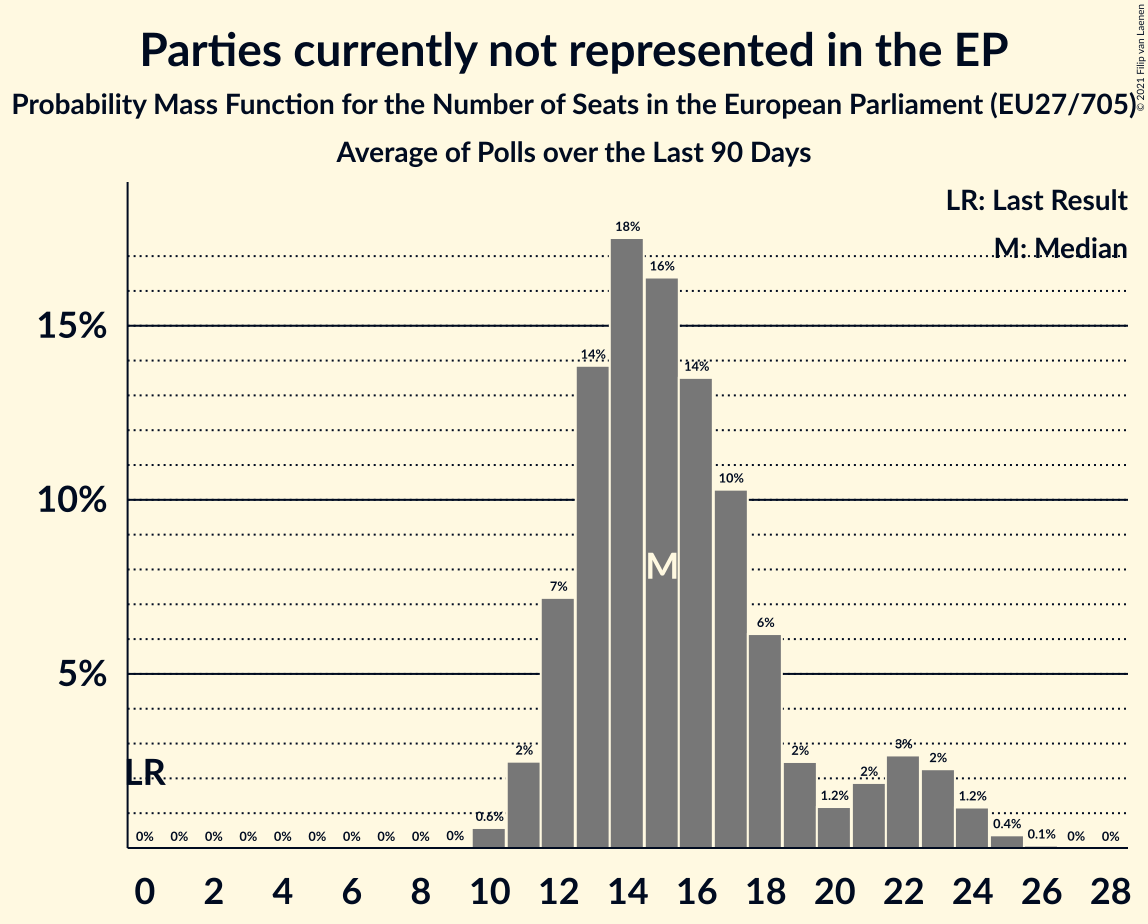 Parties currently not represented in the EP
Probability Mass Function for the Number of Seats in the European Parliament (EU27/705)
Average of Polls over the Last 90 Days
© 2021 Filip van Laenen
LR: Last Result
M: Median
15%
10%
5%
LR
M
0% 0% 0% 0% 0% 0% 0% 0% 0% 0% 0.6% 2% 7% 14% 18% 16% 14% 10% 6% 2% 1.2% 2% 3% 2% 1.2% 0.4% 0.1% 0% 0%
0 2 4 6 8 10 12 14 16 18 20 22 24 26 28